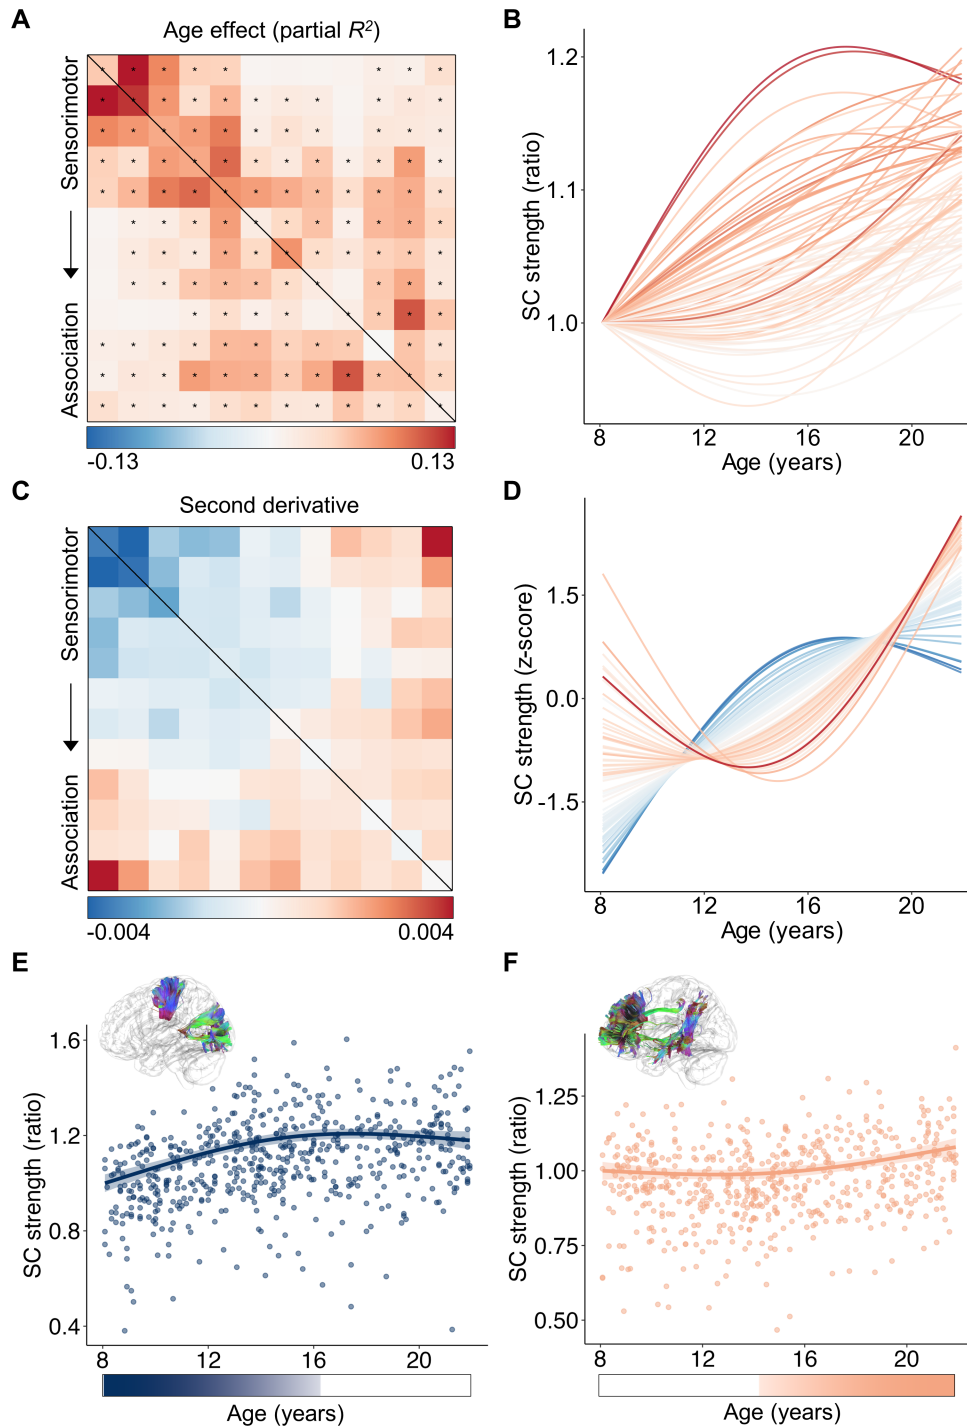 A
Age effect (partial R²)
Sensorimotor
Association
-0.13
0.13
B
SC strength (ratio)
1.2
1.1
1.0
8
12
16
20
Age (years)
C
Second derivative
Sensorimotor
Association
-0.004
0.004
D
SC strength (z-score)
1.5
0.0
-1.5
8
12
16
20
Age (years)
E
SC strength (ratio)
1.6
1.2
0.8
0.4
8
12
16
20
Age (years)
F
SC strength (ratio)
1.25
1.00
0.75
0.50
8
12
16
20
Age (years)